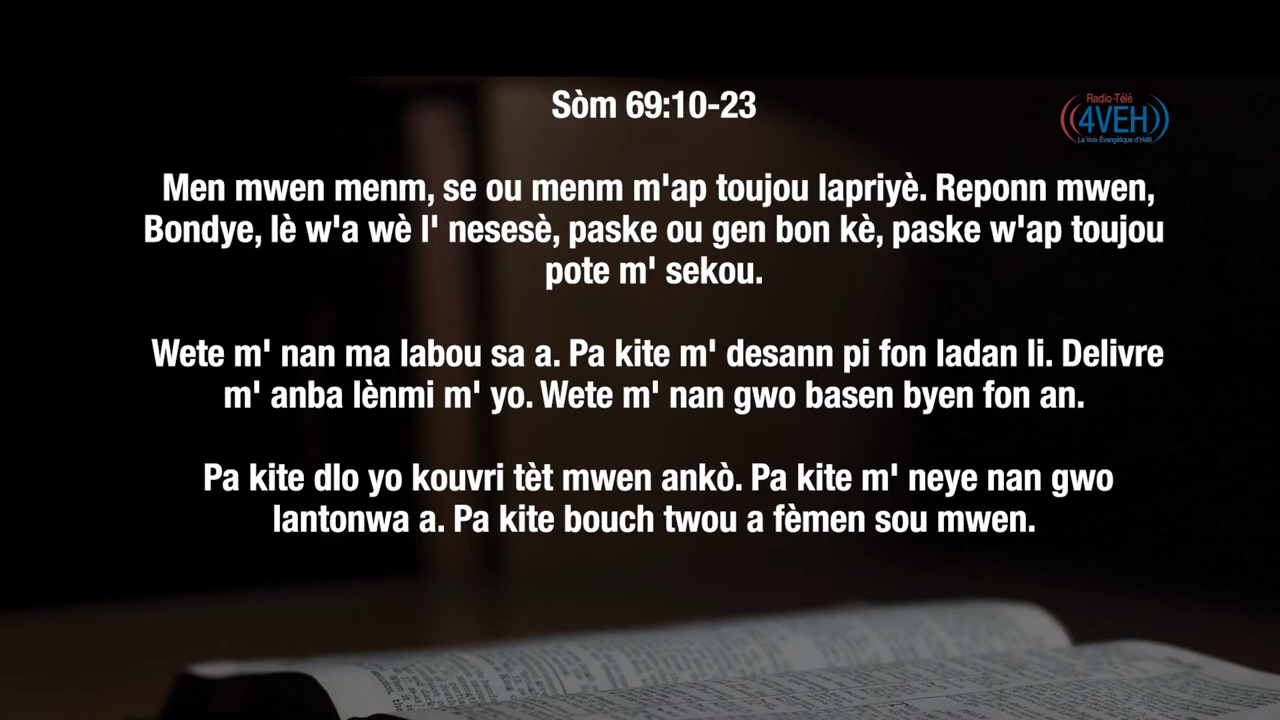 Sòm 69:10-23
Radio-Télé
4VEH
La Voix Évangélique d'Haïti
Men mwen menm, se ou menm m'ap toujou lapriyè. Reponn mwen,
Bondye, lè w'a wè l' nesesè, paske ou gen bon kè, paske w'ap toujou
pote m' sekou.
Wete m' nan ma labou sa a. Pa kite m' desann pi fon ladan li. Delivre
m' anba lènmi m' yo. Wete m' nan gwo basen byen fon an.
Pa kite dlo yo kouvri tèt mwen ankò. Pa kite m' neye nan gwo
lantonwa a. Pa kite bouch twou a fèmen sou mwen.